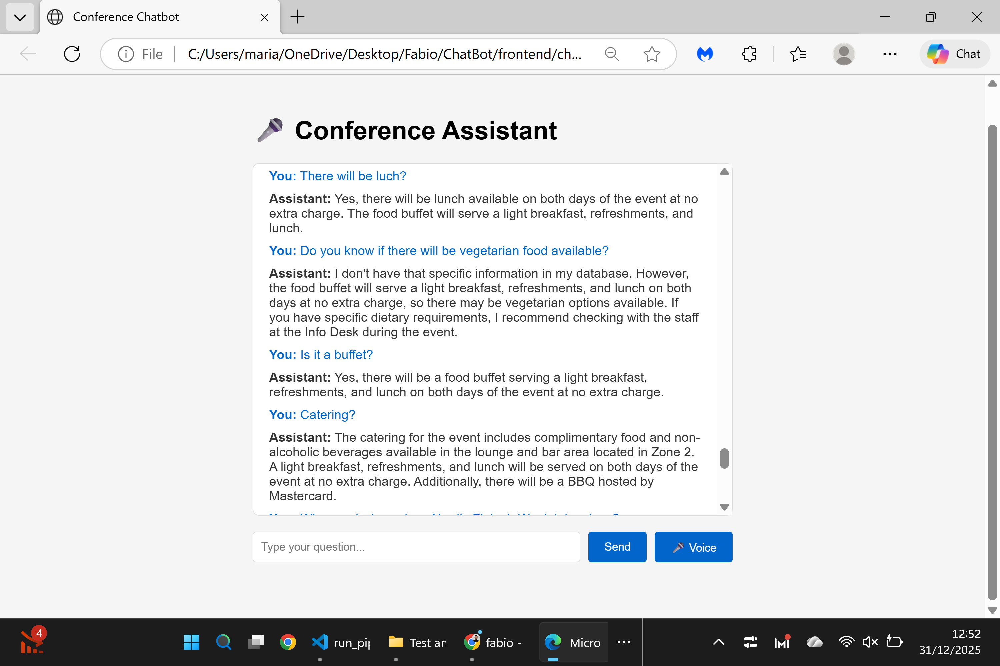 Conference Chatbot
File
C:/Users/maria/OneDrive/Desktop/Fabio/ChatBot/frontend/ch...
Chat
Conference Assistant
You: There will be luch?
Assistant: Yes, there will be lunch available on both days of the event at no
extra charge. The food buffet will serve a light breakfast, refreshments, and
lunch.
You: Do you know if there will be vegetarian food available?
Assistant: I don't have that specific information in my database. However,
the food buffet will serve a light breakfast, refreshments, and lunch on both
days at no extra charge, so there may be vegetarian options available. If
you have specific dietary requirements, I recommend checking with the staff
at the Info Desk during the event.
You: Is it a buffet?
Assistant: Yes, there will be a food buffet serving a light breakfast,
refreshments, and lunch on both days of the event at no extra charge.
You: Catering?
Assistant: The catering for the event includes complimentary food and non-
alcoholic beverages available in the lounge and bar area located in Zone 2.
A light breakfast, refreshments, and lunch will be served on both days of the
event at no extra charge. Additionally, there will be a BBQ hosted by
Mastercard.
Type your question...
Send
Voice
4
run_pip
Test an
fabio -
Micro
12:52
31/12/2025